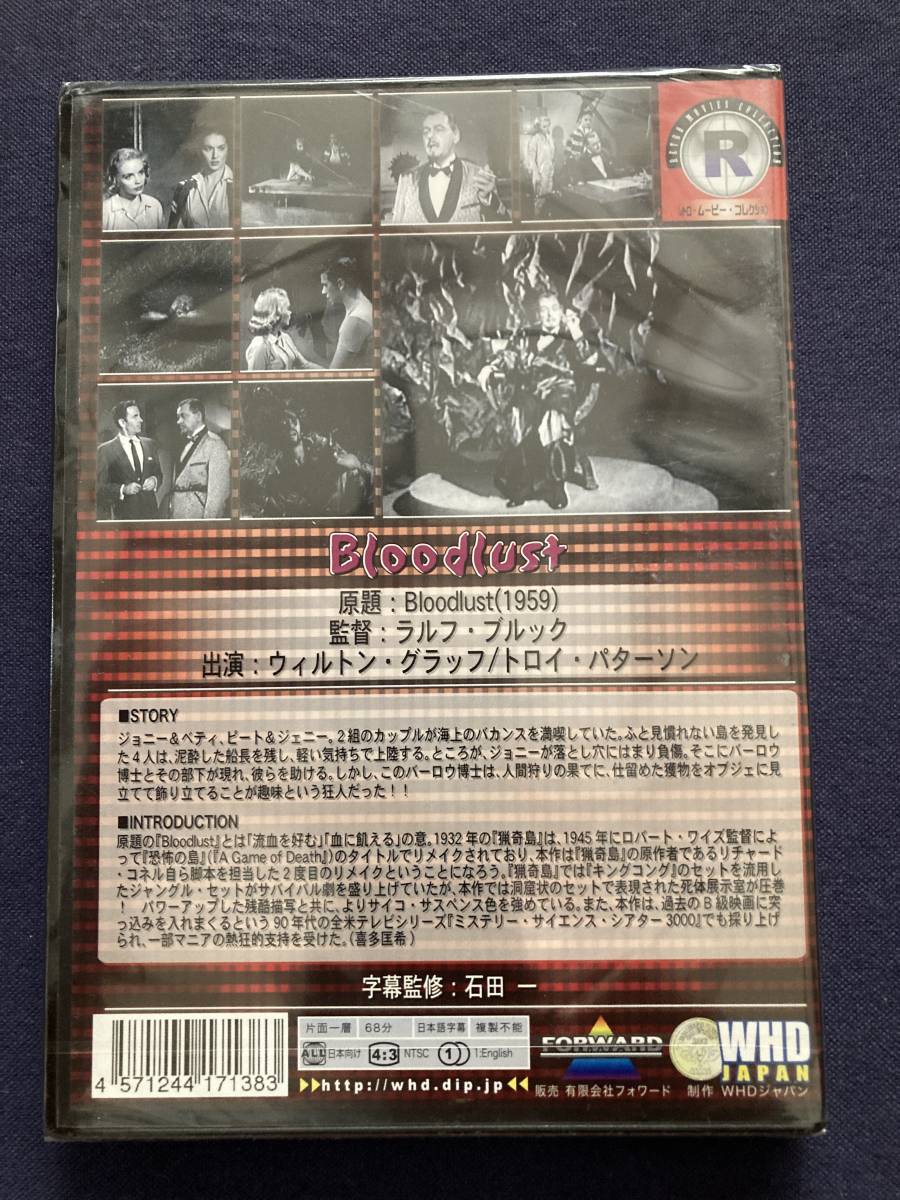 RETRO MOVIES COLLECTION
R
レトロ・ムービー・コレクション
Bloodlust
原題：Bloodlust(1959)
監督：ラルフ・ブルック
出演：ウィルトン・グラッフ/トロイ・パターソン
■STORY
ジョニー＆ベティ、ピート＆ジェニー。2組のカップルが海上のバカンスを満喫していた。ふと見慣れない島を発見し
た4人は、泥酔した船長を残し、軽い気持ちで上陸する。ところが、ジョニーが落とし穴にはまり負傷。そこにバーロウ
博士とその部下が現れ、彼らを助ける。しかし、このバーロウ博士は、人間狩りの果てに、仕留めた獲物をオブジェに見
立てて飾り立てることが趣味という狂人だった！！
■INTRODUCTION
原題の『Bloodlust』とは「流血を好む」「血に飢える」の意。1932年の『猟奇島』は、1945年にロバート・ワイズ監督によ
って『恐怖の島』(『A Game of Death』)のタイトルでリメイクされており、本作は『猟奇島』の原作者であるリチャード
・コネル自ら脚本を担当した2度目のリメイクということになろう。『猟奇島』では『キングコング』のセットを流用し
たジャングル・セットがサバイバル劇を盛り上げていたが、本作では洞窟状のセットで表現された死体展示室が圧巻
！　パワーアップした残酷描写と共に、よりサイコ・サスペンス色を強めている。また、本作は、過去のB級映画に突
っ込みを入れまくるという90年代の全米テレビシリーズ『ミステリー・サイエンス・シアター3000』でも採り上げ
られ、一部マニアの熱狂的支持を受けた。(喜多匡希)
字幕監修：石田 一
片面一層 68分 日本語字幕 複製不能
ALL 日本向け 4:3 NTSC 1 1:English
http://whd.dip.jp
4 571244 171383
FORWARD
販売 有限会社フォワード
WHD
JAPAN
制作 WHDジャパン